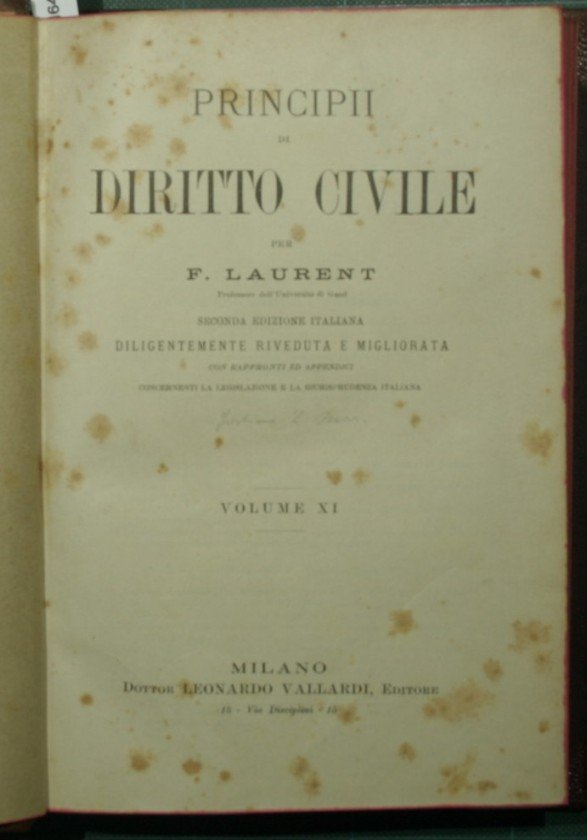 64
PRINCIPII
DI
DIRITTO CIVILE
PER
F. LAURENT
Professore dell'Università di Gand
SECONDA EDIZIONE ITALIANA
DILIGENTEMENTE RIVEDUTA E MIGLIORATA
CON RAFFRONTI ED APPENDICI
CONCERNENTI LA LEGISLAZIONE E LA GIURISPRUDENZA ITALIANA
VOLUME XI
MILANO
DOTTOR LEONARDO VALLARDI, EDITORE
15 - Via Disciplini - 15